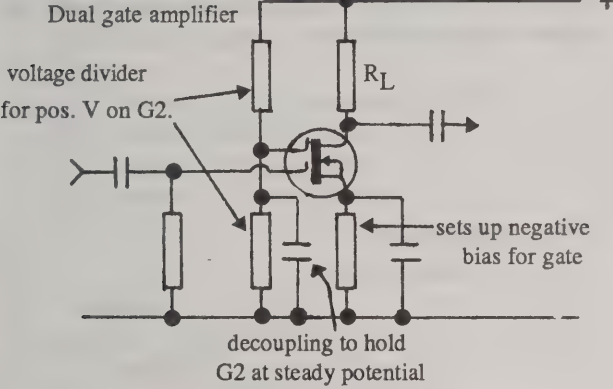 Dual gate amplifier
+
voltage divider
for pos. V on G2.
RL
sets up negative
bias for gate
decoupling to hold
G2 at steady potential